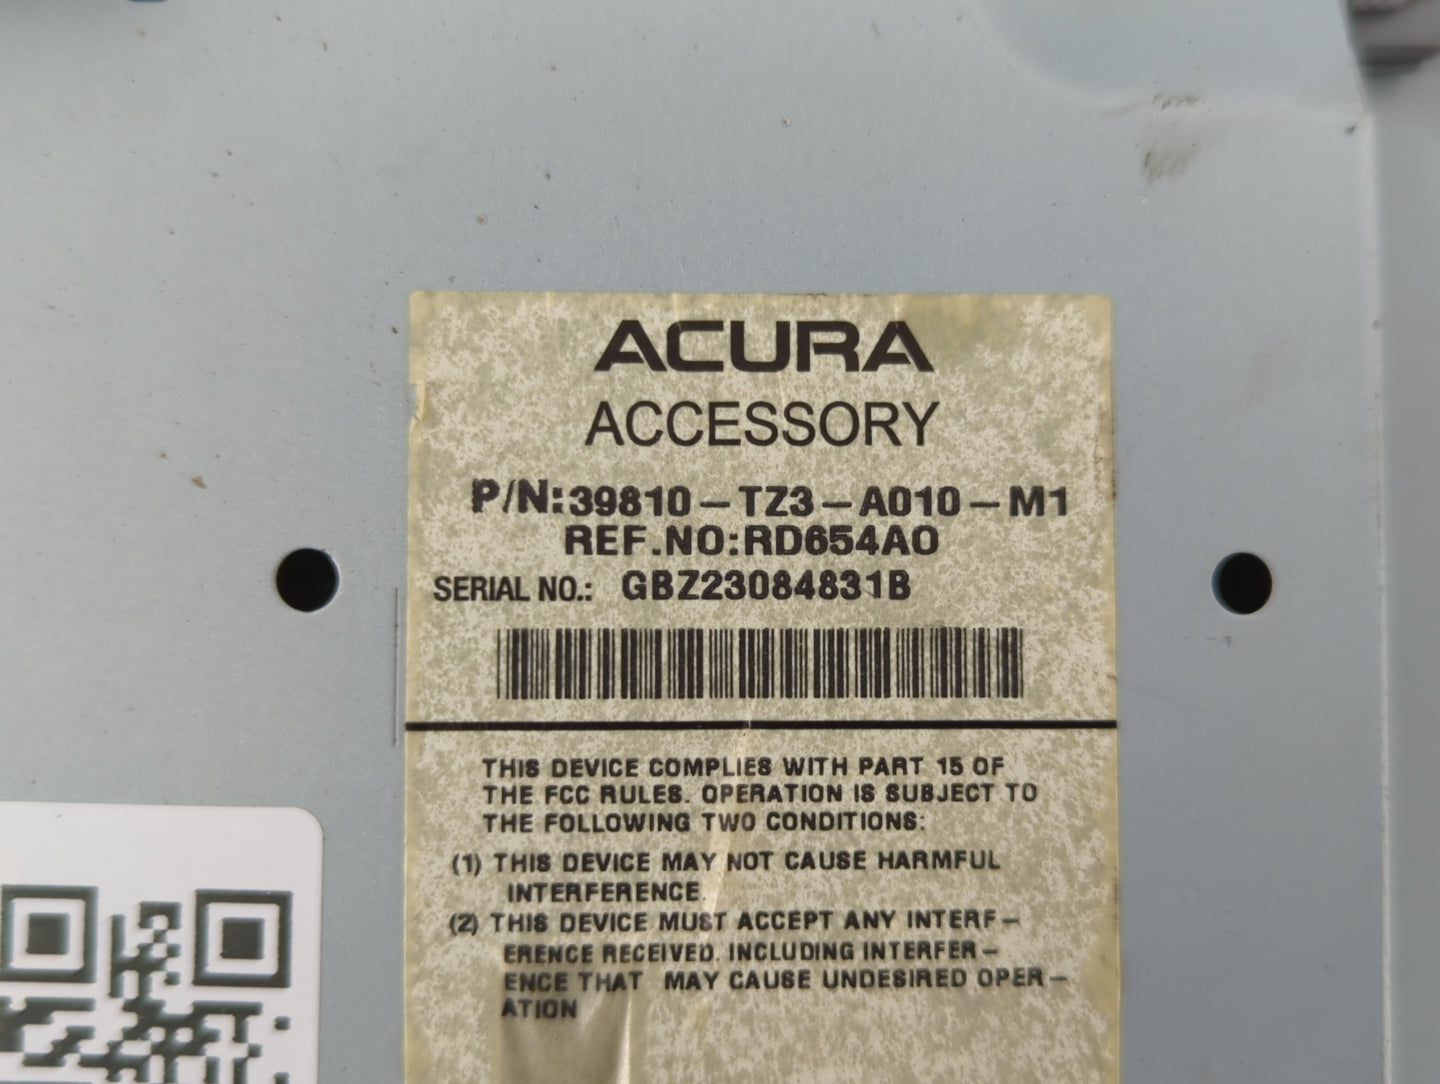 ACURA
ACCESSORY
P/N:39810-TZ3-A010-M1
REF.NO:RD654A0
SERIAL NO.: GBZ23084831B
THIS DEVICE COMPLIES WITH PART 15 OF
THE FCC RULES. OPERATION IS SUBJECT TO
THE FOLLOWING TWO CONDITIONS:
(1) THIS DEVICE MAY NOT CAUSE HARMFUL
INTERFERENCE.
(2) THIS DEVICE MUST ACCEPT ANY INTERF-
ERENCE RECEIVED. INCLUDING INTERFER-
ENCE THAT MAY CAUSE UNDESIRED OPER-
ATION